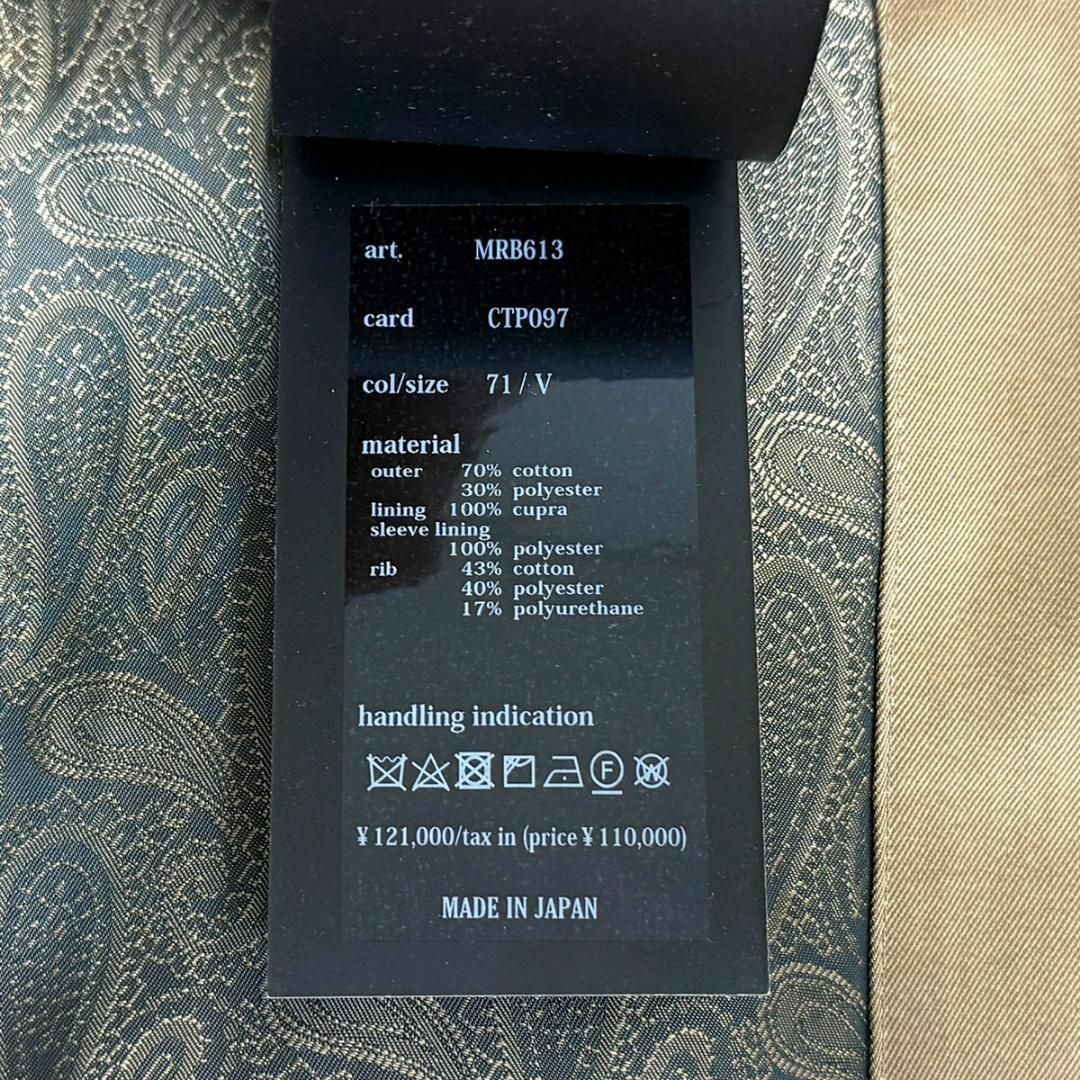 art. MRB613
card CTP097
col/size 71 / V
material
outer 70% cotton
30% polyester
lining 100% cupra
sleeve lining
100% polyester
rib 43% cotton
40% polyester
17% polyurethane
handling indication
F W
¥121,000/tax in (price ¥110,000)
MADE IN JAPAN